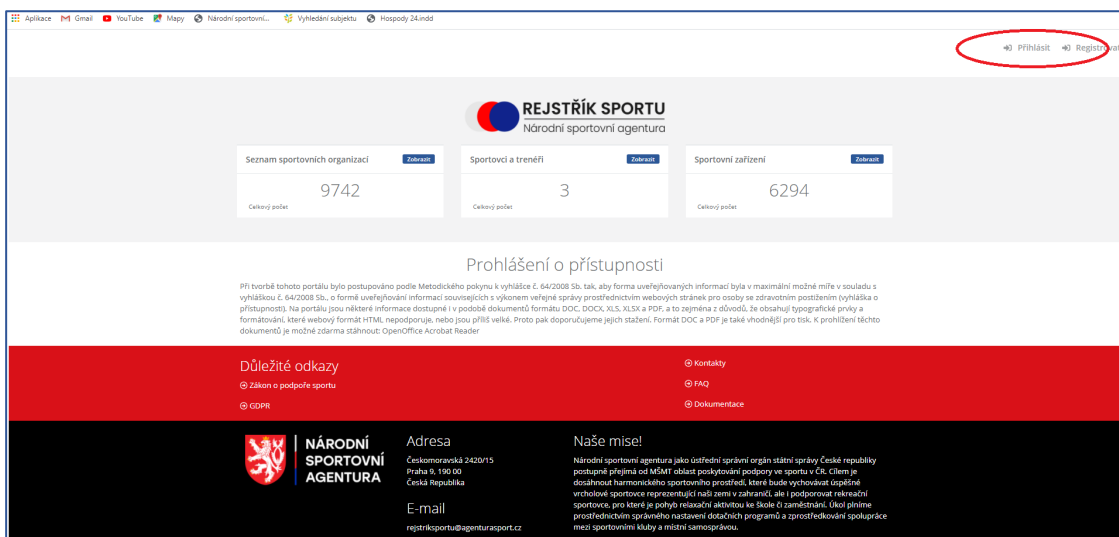 Aplikace Gmail YouTube Mapy Národní sportovní... Vyhledání subjektu Hospody 24.indd
Přihlásit Registrovat
REJSTŘÍK SPORTU
Národní sportovní agentura
Seznam sportovních organizací Zobrazit
9742
Celkový počet
Sportovci a trenéři Zobrazit
3
Celkový počet
Sportovní zařízení Zobrazit
6294
Celkový počet
Prohlášení o přístupnosti
Při tvorbě tohoto portálu bylo postupováno podle Metodického pokynu k vyhlášce č. 64/2008 Sb. tak, aby forma uveřejňovaných informací byla v maximální možné míře v souladu s
vyhláškou č. 64/2008 Sb., o formě uveřejňování informací souvisejících s výkonem veřejné správy prostřednictvím webových stránek pro osoby se zdravotním postižením (vyhláška o
přístupnosti). Na portálu jsou některé informace dostupné i v podobě dokumentů formátu DOC, DOCX, XLS, XLSX a PDF, a to zejména z důvodů, že obsahují typografické prvky a
formátování, které webový formát HTML nepodporuje, nebo jsou příliš velké. Proto pak doporučujeme jejich stažení. Formát DOC a PDF je také vhodnější pro tisk. K prohlížení těchto
dokumentů je možné zdarma stáhnout: OpenOffice Acrobat Reader
Důležité odkazy
Zákon o podpoře sportu
GDPR
Kontakty
FAQ
Dokumentace
NÁRODNÍ
SPORTOVNÍ
AGENTURA
Adresa
Českomoravská 2420/15
Praha 9, 190 00
Česká Republika
E-mail
rejstriksportu@agenturasport.cz
Naše mise!
Národní sportovní agentura jako ústřední správní orgán státní správy České republiky
postupně přejímá od MŠMT oblast poskytování podpory ve sportu v ČR. Cílem je
dosáhnout harmonického sportovního prostředí, které bude vychovávat úspěšné
vrcholové sportovce reprezentující naši zemi v zahraničí, ale i podporovat rekreační
sportovce, pro které je pohyb relaxační aktivitou ke škole či zaměstnání. Úkol plníme
prostřednictvím správného nastavení dotačních programů a zprostředkování spolupráce
mezi sportovními kluby a místní samosprávou.